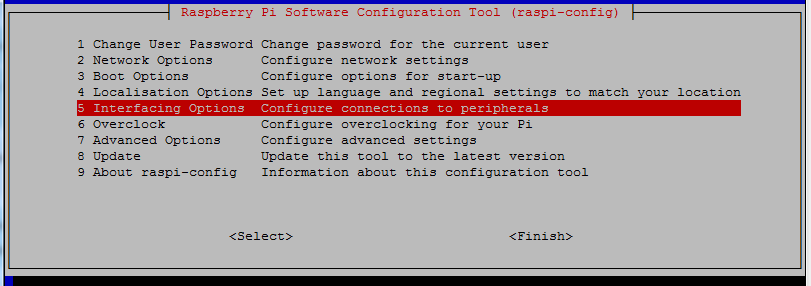 Raspberry Pi Software Configuration Tool (raspi-config)
1 Change User Password Change password for the current user
2 Network Options Configure network settings
3 Boot Options Configure options for start-up
4 Localisation Options Set up language and regional settings to match your location
5 Interfacing Options Configure connections to peripherals
6 Overclock Configure overclocking for your Pi
7 Advanced Options Configure advanced settings
8 Update Update this tool to the latest version
9 About raspi-config Information about this configuration tool
<Select> <Finish>